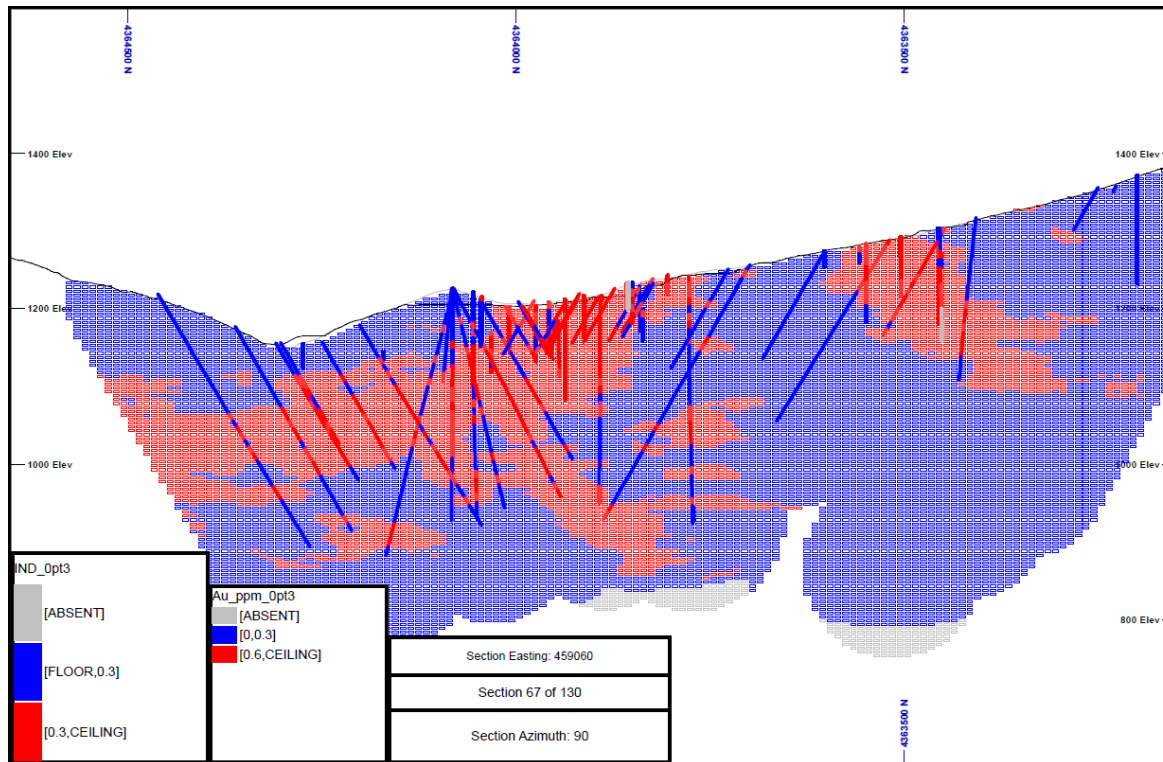 4364500 N
4364000 N
4363500 N
1400 Elev
1400 Elev
1200 Elev
1200 Elev
1000 Elev
1000 Elev
800 Elev
IND_0pt3
[ABSENT]
[FLOOR,0.3]
[0.3,CEILING]
Au_ppm_0pt3
[ABSENT]
[0,0.3]
[0.6,CEILING]
Section Easting: 459060
Section 67 of 130
Section Azimuth: 90
4363500 N